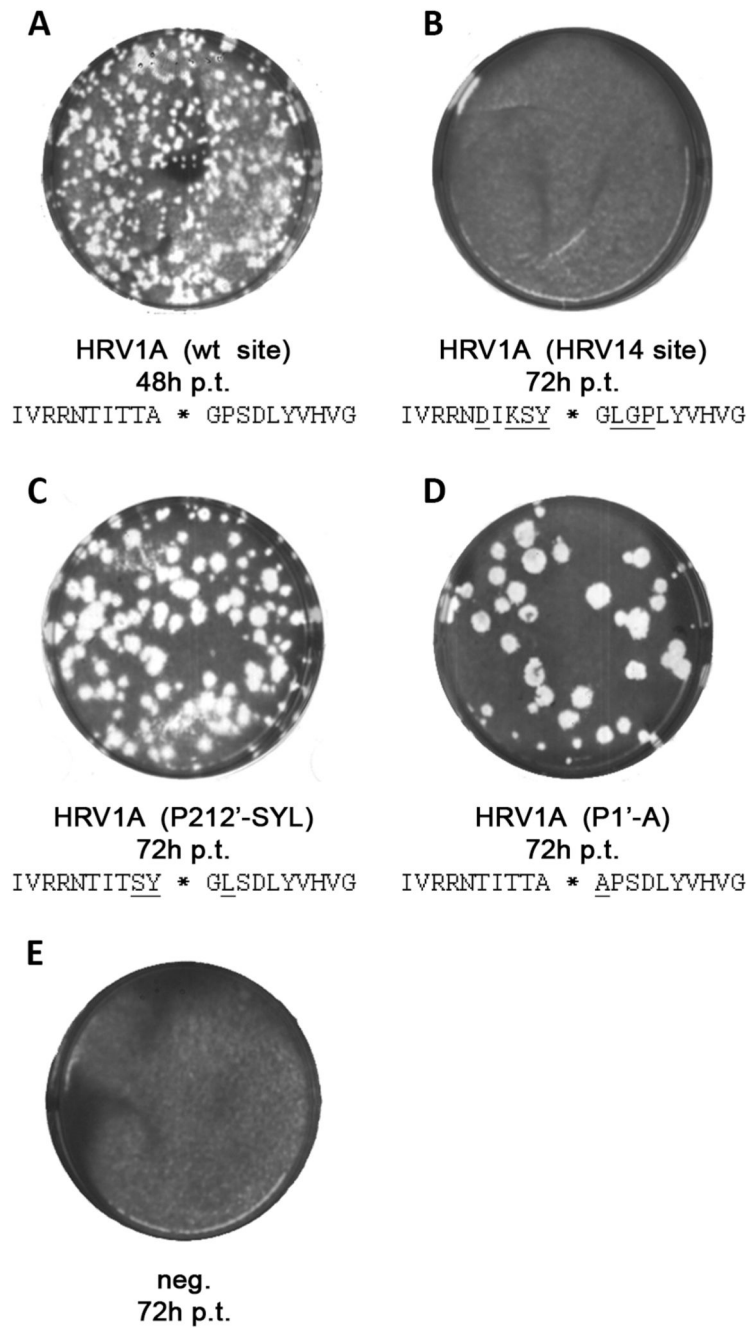 A
B
HRV1A (wt site)
48h p.t.
IVRRNTITTA * GPSDLYVHVG
HRV1A (HRV14 site)
72h p.t.
IVRRNDIKSY * GLGPLYVHVG
C
D
HRV1A (P212'-SYL)
72h p.t.
IVRRNTITSY * GLSDLYVHVG
HRV1A (P1'-A)
72h p.t.
IVRRNTITTA * APSDLYVHVG
E
neg.
72h p.t.